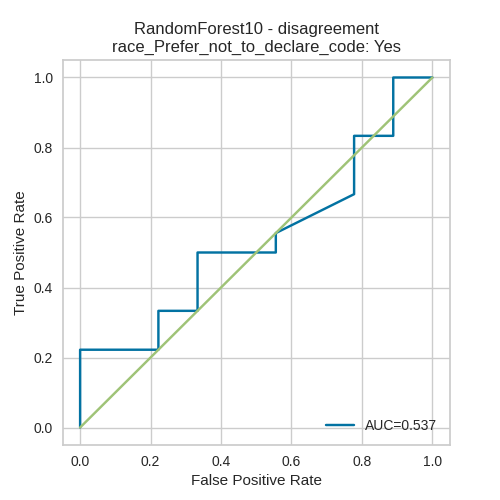 RandomForest10 - disagreement
race_Prefer_not_to_declare_code: Yes
1.0
0.8
0.6
0.4
0.2
0.0
True Positive Rate
AUC=0.537
0.0 0.2 0.4 0.6 0.8 1.0
False Positive Rate